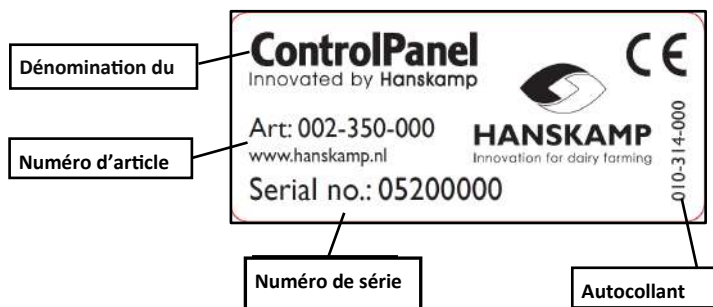 Dénomination du
ControlPanel
Innovated by Hanskamp
CE
Numéro d'article
Art: 002-350-000
www.hanskamp.nl
HANSKAMP
Innovation for dairy farming
010-314-000
Serial no.: 05200000
Numéro de série
Autocollant